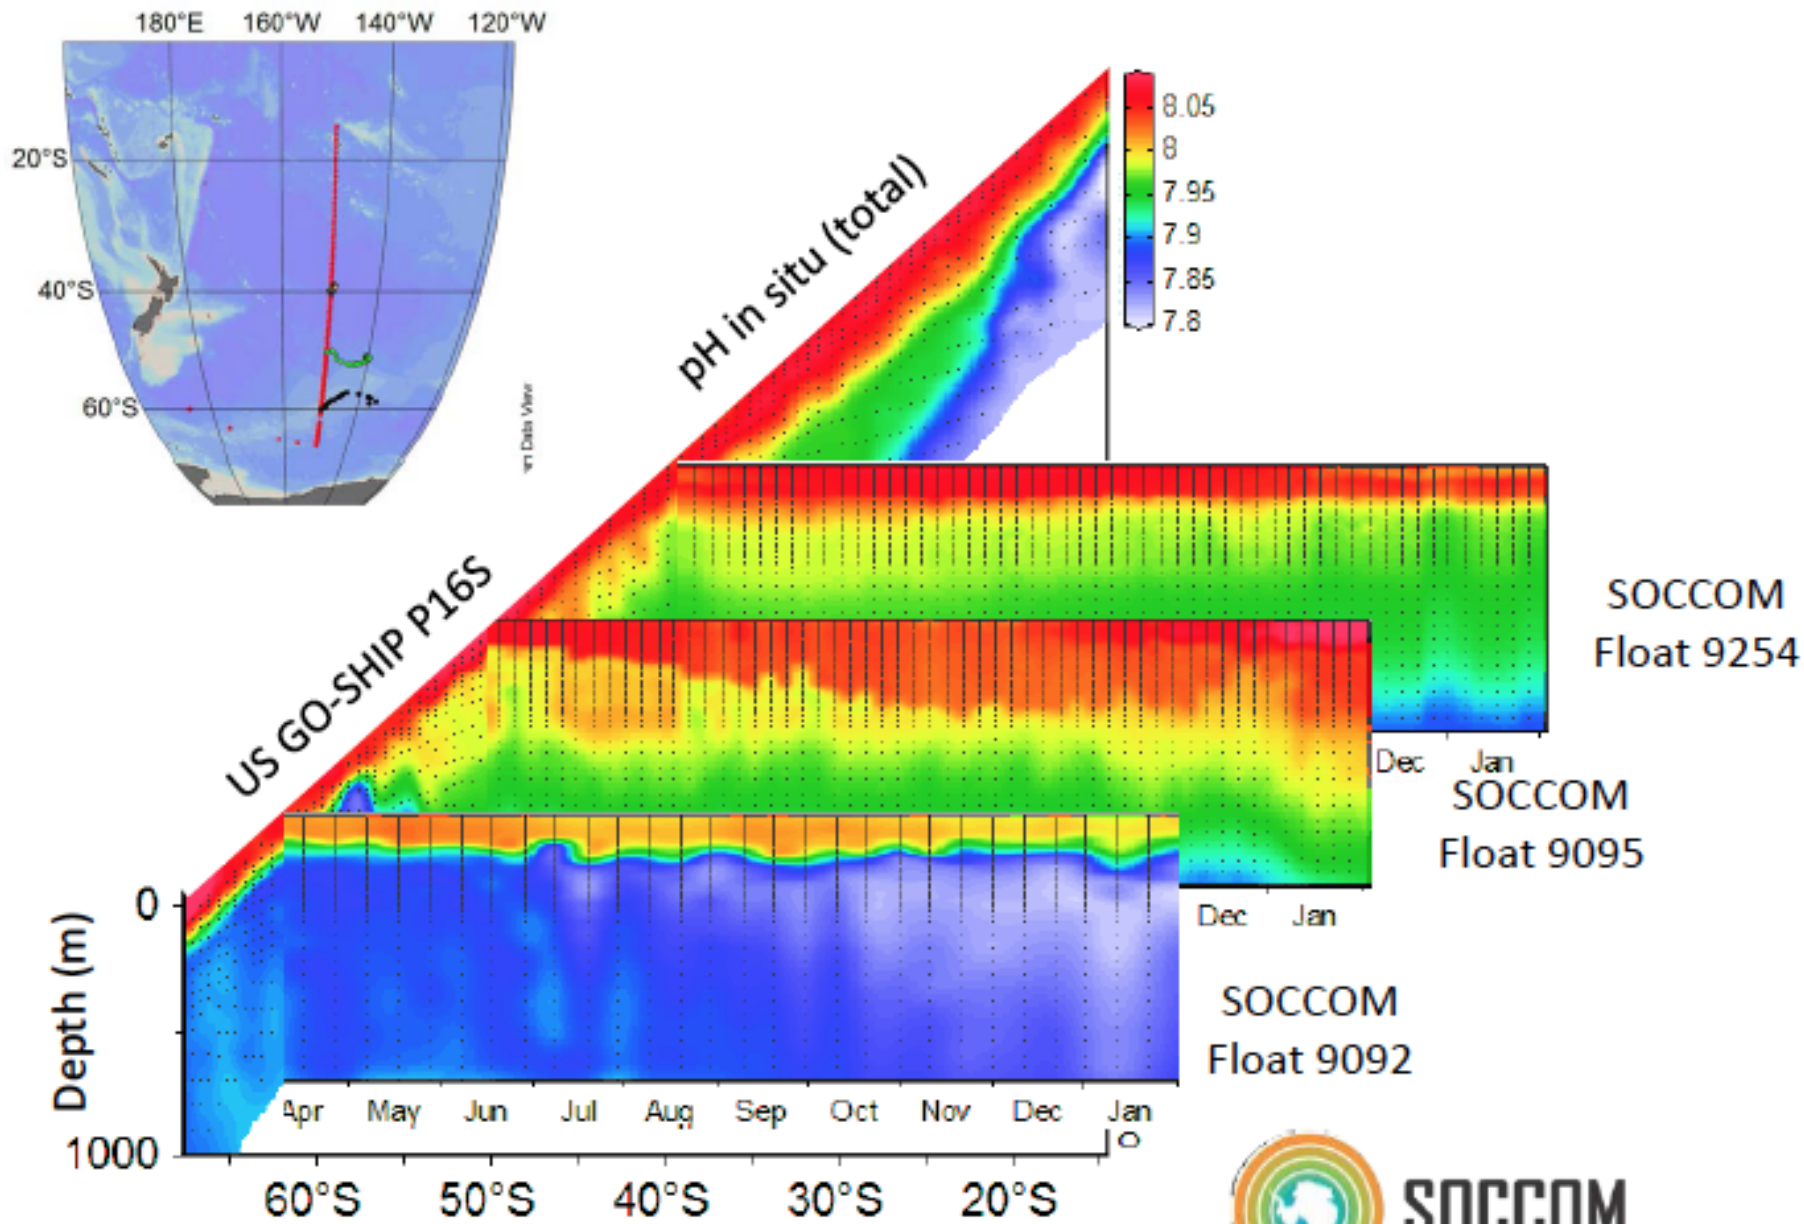 180°E 160°W 140°W 120°W
20°S
40°S
60°S
Data View
8.05
8
7.95
7.9
7.85
7.8
pH in situ (total)
US GO-SHIP P16S
SOCCOM
Float 9254
Dec Jan
SOCCOM
Float 9095
Dec Jan
SOCCOM
Float 9092
Apr May Jun Jul Aug Sep Oct Nov Dec Jan
Depth (m)
0
1000
60°S 50°S 40°S 30°S 20°S
SOCCOM